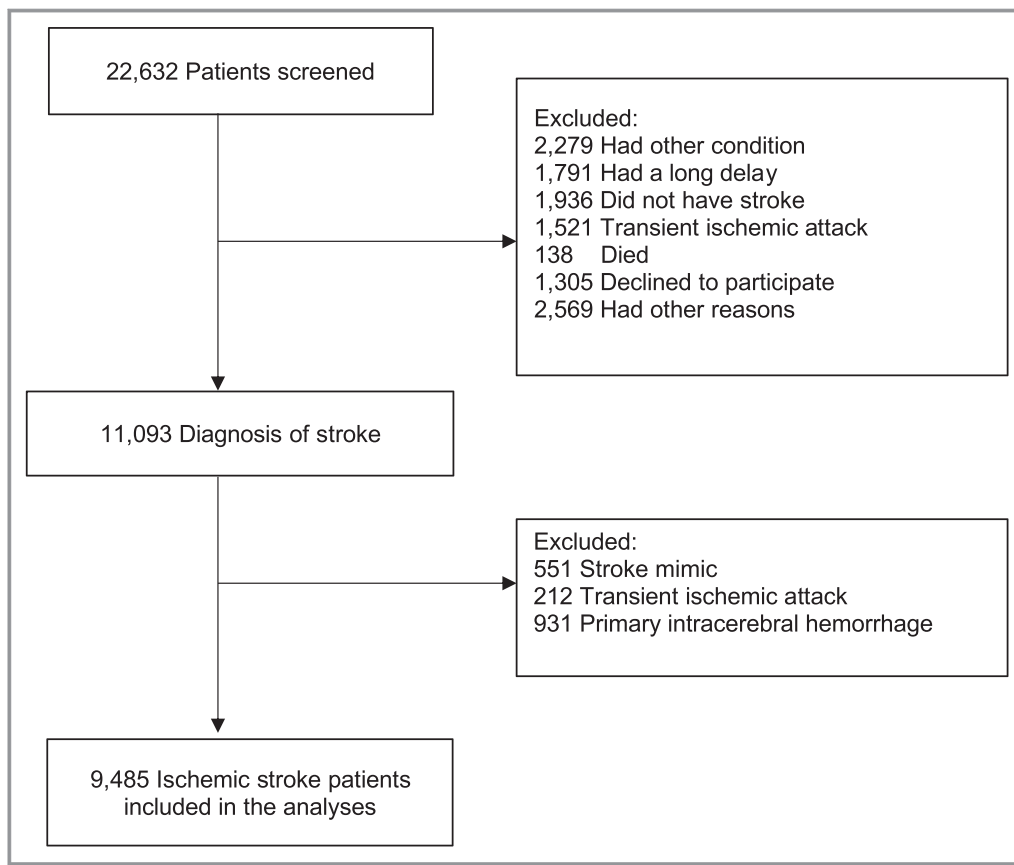 22,632 Patients screened
Excluded:
2,279 Had other condition
1,791 Had a long delay
1,936 Did not have stroke
1,521 Transient ischemic attack
138 Died
1,305 Declined to participate
2,569 Had other reasons
11,093 Diagnosis of stroke
Excluded:
551 Stroke mimic
212 Transient ischemic attack
931 Primary intracerebral hemorrhage
9,485 Ischemic stroke patients
included in the analyses